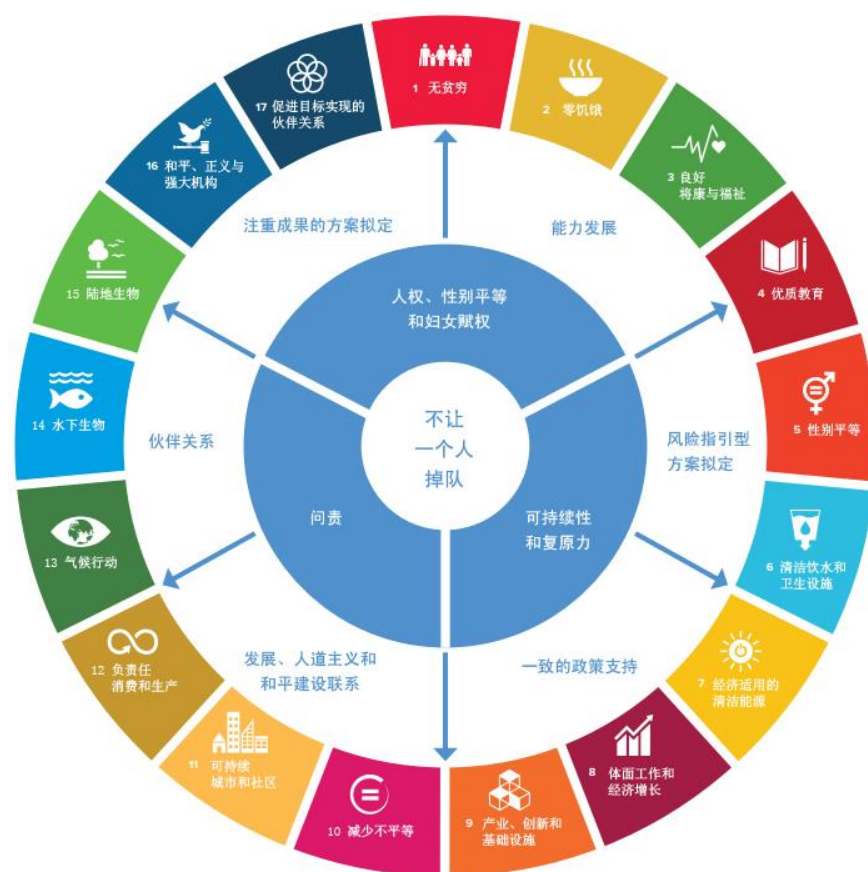 1 无贫穷
2 零饥饿
3 良好
将康与福祉
4 优质教育
5 性别平等
6 清洁饮水和
卫生设施
7 经济适用的
清洁能源
8 体面工作和
经济增长
9 产业、创新和
基础设施
10 减少不平等
11 可持续
城市和社区
12 负责任
消费和生产
13 气候行动
14 水下生物
15 陆地生物
16 和平、正义与
强大机构
17 促进目标实现的
伙伴关系
注重成果的方案拟定
能力发展
风险指引型
方案拟定
一致的政策支持
发展、人道主义和
和平建设联系
伙伴关系
人权、性别平等
和妇女赋权
可持续性
和复原力
问责
不让
一个人
掉队